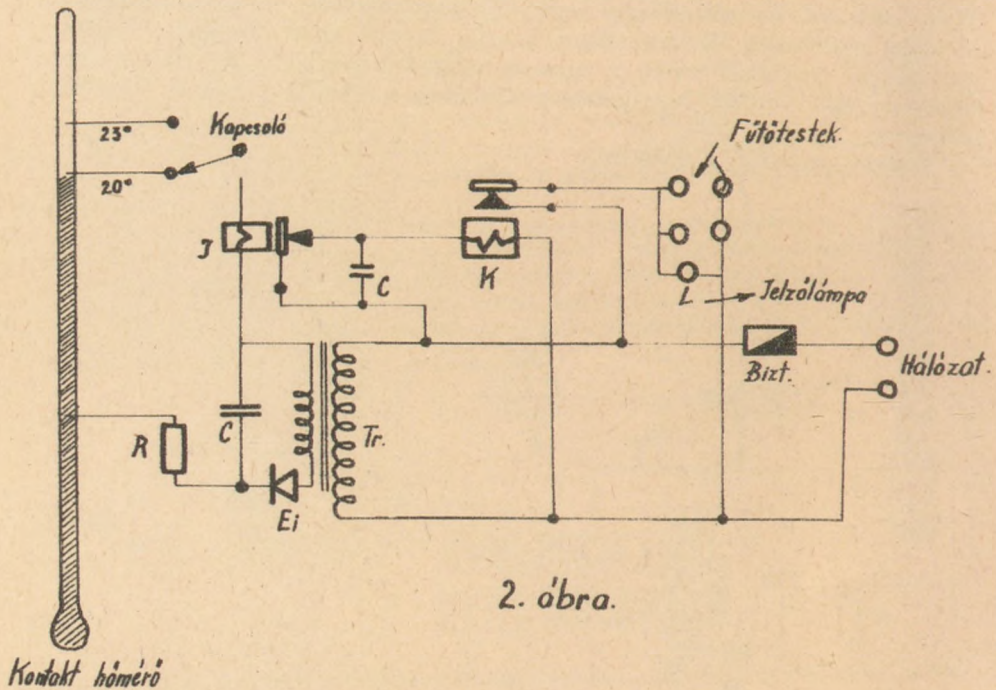 23°
Kapcsoló
20°
Fűtőtestek.
J
C
K
L
Jelzőlámpa
Bizt.
Hálózat.
R
C
Tr.
Ei
2. ábra.
Kontakt hőmérő